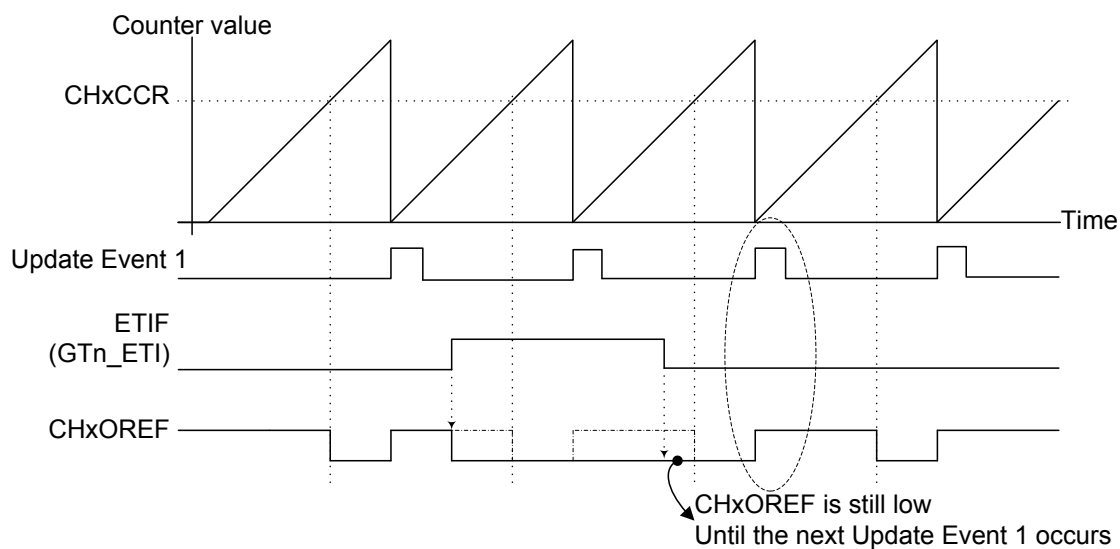 Counter value
CHxCCR
Time
Update Event 1
ETIF
(GTn_ETI)
CHxOREF
CHxOREF is still low
Until the next Update Event 1 occurs